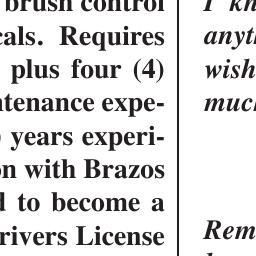 brush control
cals. Requires
plus four (4)
ntenance expe-
years experi-
on with Brazos
d to become a
rivers License
I kn
anyth
wish
much
Rem